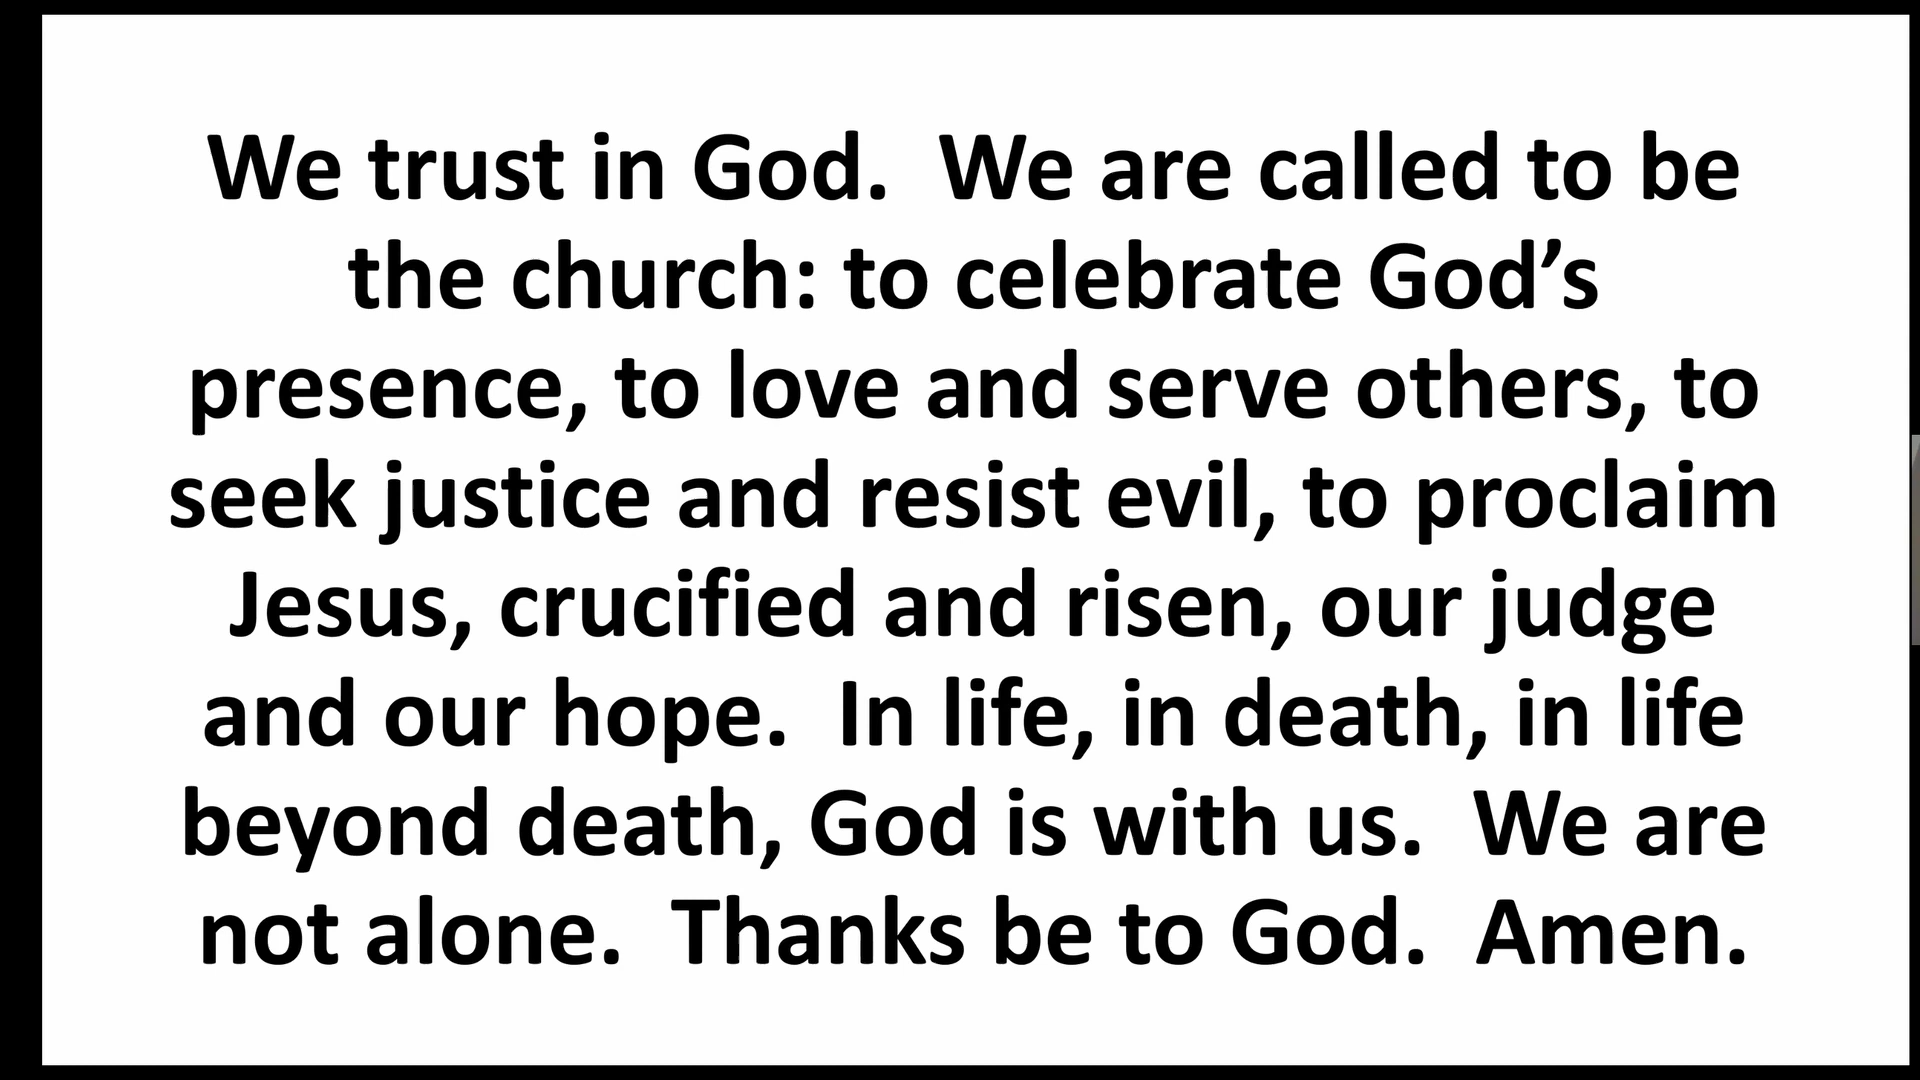 We trust in God.  We are called to be
the church: to celebrate God’s
presence, to love and serve others, to
seek justice and resist evil, to proclaim
Jesus, crucified and risen, our judge
and our hope.  In life, in death, in life
beyond death, God is with us.  We are
not alone.  Thanks be to God.  Amen.